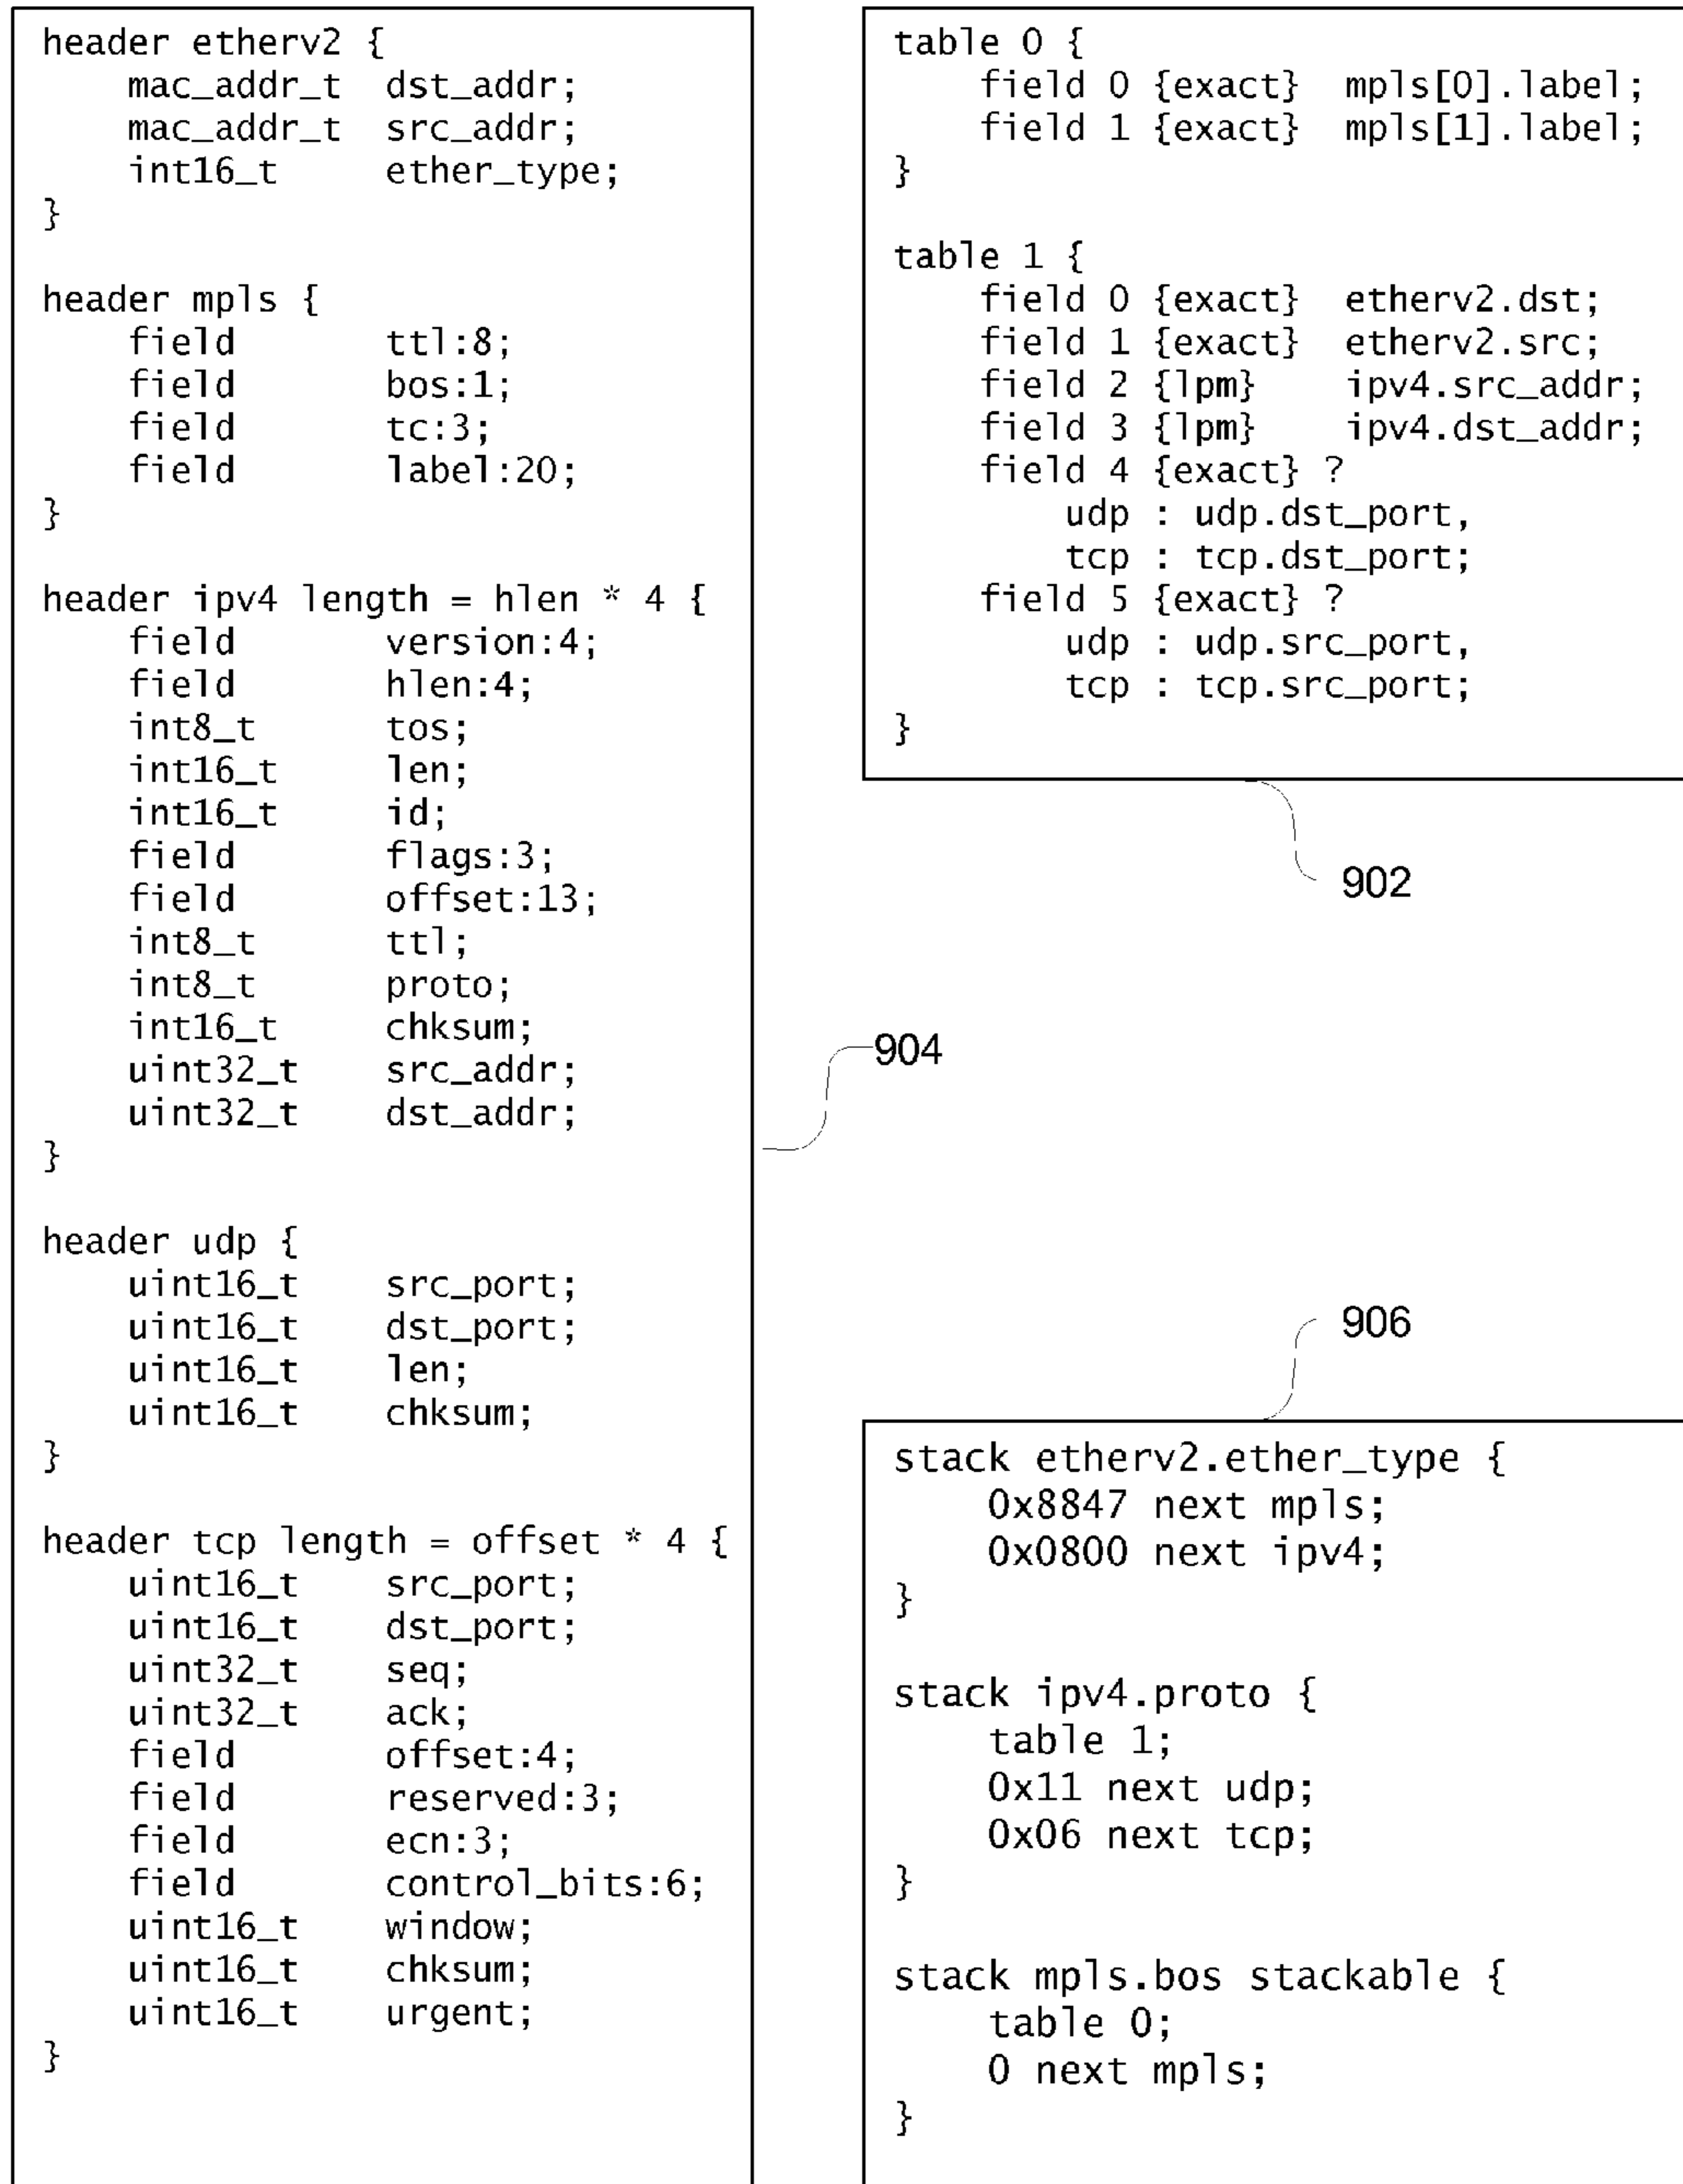 header etherv2 {
    mac_addr_t  dst_addr;
    mac_addr_t  src_addr;
    int16_t     ether_type;
}
header mpls {
    field       ttl:8;
    field       bos:1;
    field       tc:3;
    field       label:20;
}
header ipv4 length = hlen * 4 {
    field       version:4;
    field       hlen:4;
    int8_t      tos;
    int16_t     len;
    int16_t     id;
    field       flags:3;
    field       offset:13;
    int8_t      ttl;
    int8_t      proto;
    int16_t     chksum;
    uint32_t    src_addr;
    uint32_t    dst_addr;
}
header udp {
    uint16_t    src_port;
    uint16_t    dst_port;
    uint16_t    len;
    uint16_t    chksum;
}
header tcp length = offset * 4 {
    uint16_t    src_port;
    uint16_t    dst_port;
    uint32_t    seq;
    uint32_t    ack;
    field       offset:4;
    field       reserved:3;
    field       ecn:3;
    field       control_bits:6;
    uint16_t    window;
    uint16_t    chksum;
    uint16_t    urgent;
}
904
table 0 {
    field 0 {exact}  mpls[0].label;
    field 1 {exact}  mpls[1].label;
}
table 1 {
    field 0 {exact}  etherv2.dst;
    field 1 {exact}  etherv2.src;
    field 2 {lpm}    ipv4.src_addr;
    field 3 {lpm}    ipv4.dst_addr;
    field 4 {exact} ?
        udp : udp.dst_port,
        tcp : tcp.dst_port;
    field 5 {exact} ?
        udp : udp.src_port,
        tcp : tcp.src_port;
}
902
906
stack etherv2.ether_type {
    0x8847 next mpls;
    0x0800 next ipv4;
}
stack ipv4.proto {
    table 1;
    0x11 next udp;
    0x06 next tcp;
}
stack mpls.bos stackable {
    table 0;
    0 next mpls;
}